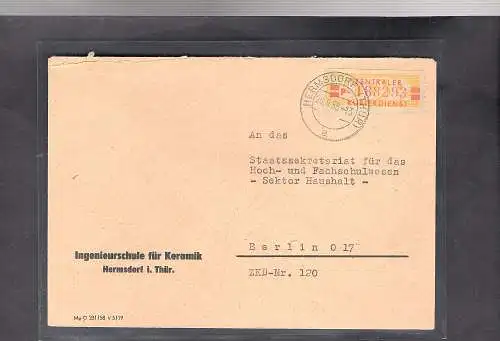 HERMSDORF (THÜR)
ZENTRALER
KURIERDIENST
An das
Staatssekretariat für das
Hoch- und Fachschulwesen
- Sektor Haushalt -
Berlin O 17
ZKD-Nr. 120
Ingenieurschule für Keramik
Hermsdorf i. Thür.